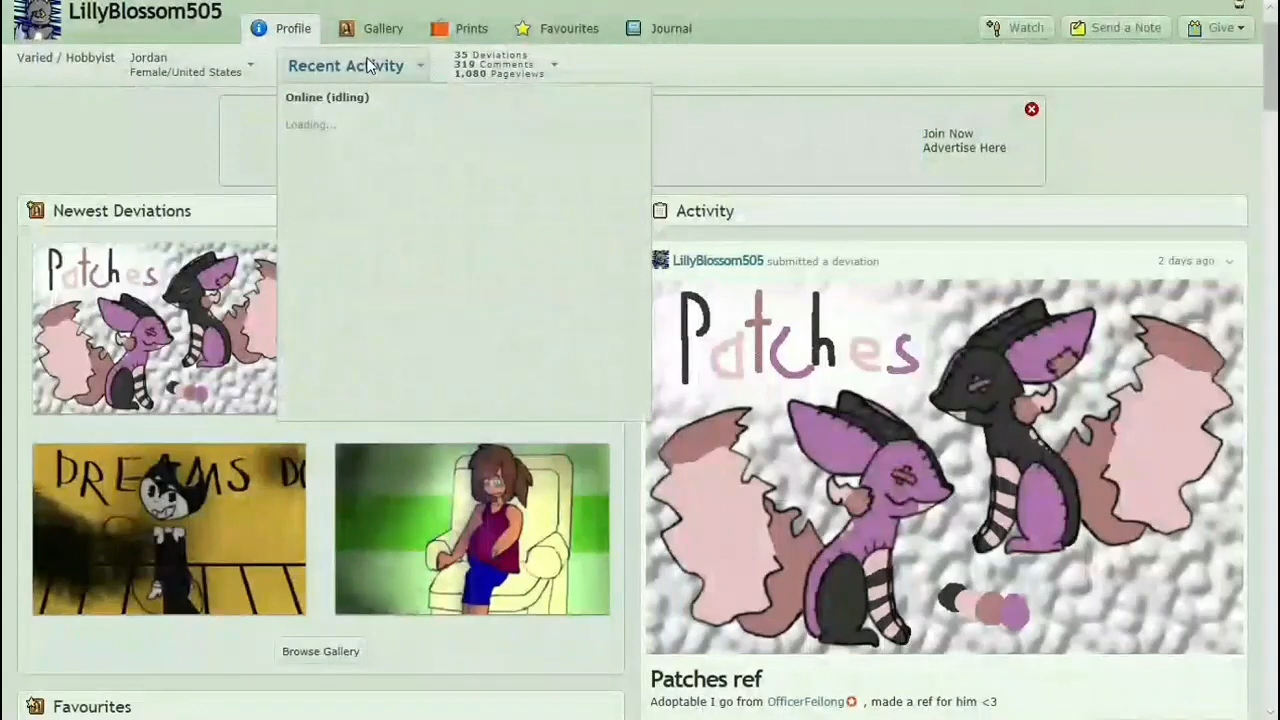 LillyBlossom505
Profile
Gallery
Prints
Favourites
Journal
Watch
Send a Note
Give
Varied / Hobbyist
Jordan
Female/United States
Recent Activity
35 Deviations
319 Comments
1,080 Pageviews
Online (idling)
Loading...
Join Now
Advertise Here
Newest Deviations
Patches
DREAMS DO
Browse Gallery
Favourites
Activity
LillyBlossom505 submitted a deviation
2 days ago
Patches
Patches ref
Adoptable I go from OfficerFeilong , made a ref for him <3